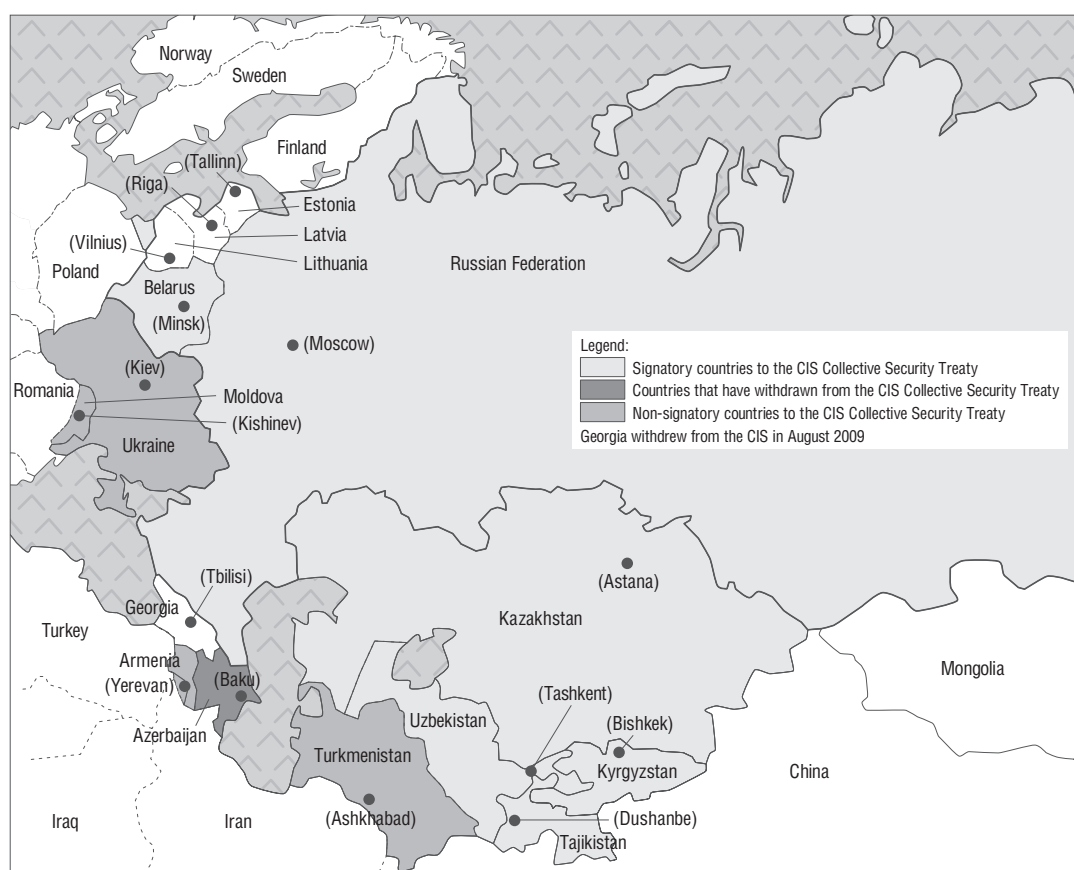 Norway
Sweden
Finland
(Tallinn)
(Riga)
Estonia
Latvia
(Vilnius)
Lithuania
Poland
Russian Federation
Belarus
(Minsk)
(Moscow)
Legend:
Signatory countries to the CIS Collective Security Treaty
Countries that have withdrawn from the CIS Collective Security Treaty
Non-signatory countries to the CIS Collective Security Treaty
Georgia withdrew from the CIS in August 2009
(Kiev)
Romania
Moldova
(Kishinev)
Ukraine
(Tbilisi)
(Astana)
Georgia
Kazakhstan
Turkey
Armenia
(Yerevan)
(Baku)
Mongolia
(Tashkent)
Azerbaijan
Uzbekistan
(Bishkek)
Turkmenistan
Kyrgyzstan
China
Iraq
Iran
(Ashkhabad)
(Dushanbe)
Tajikistan